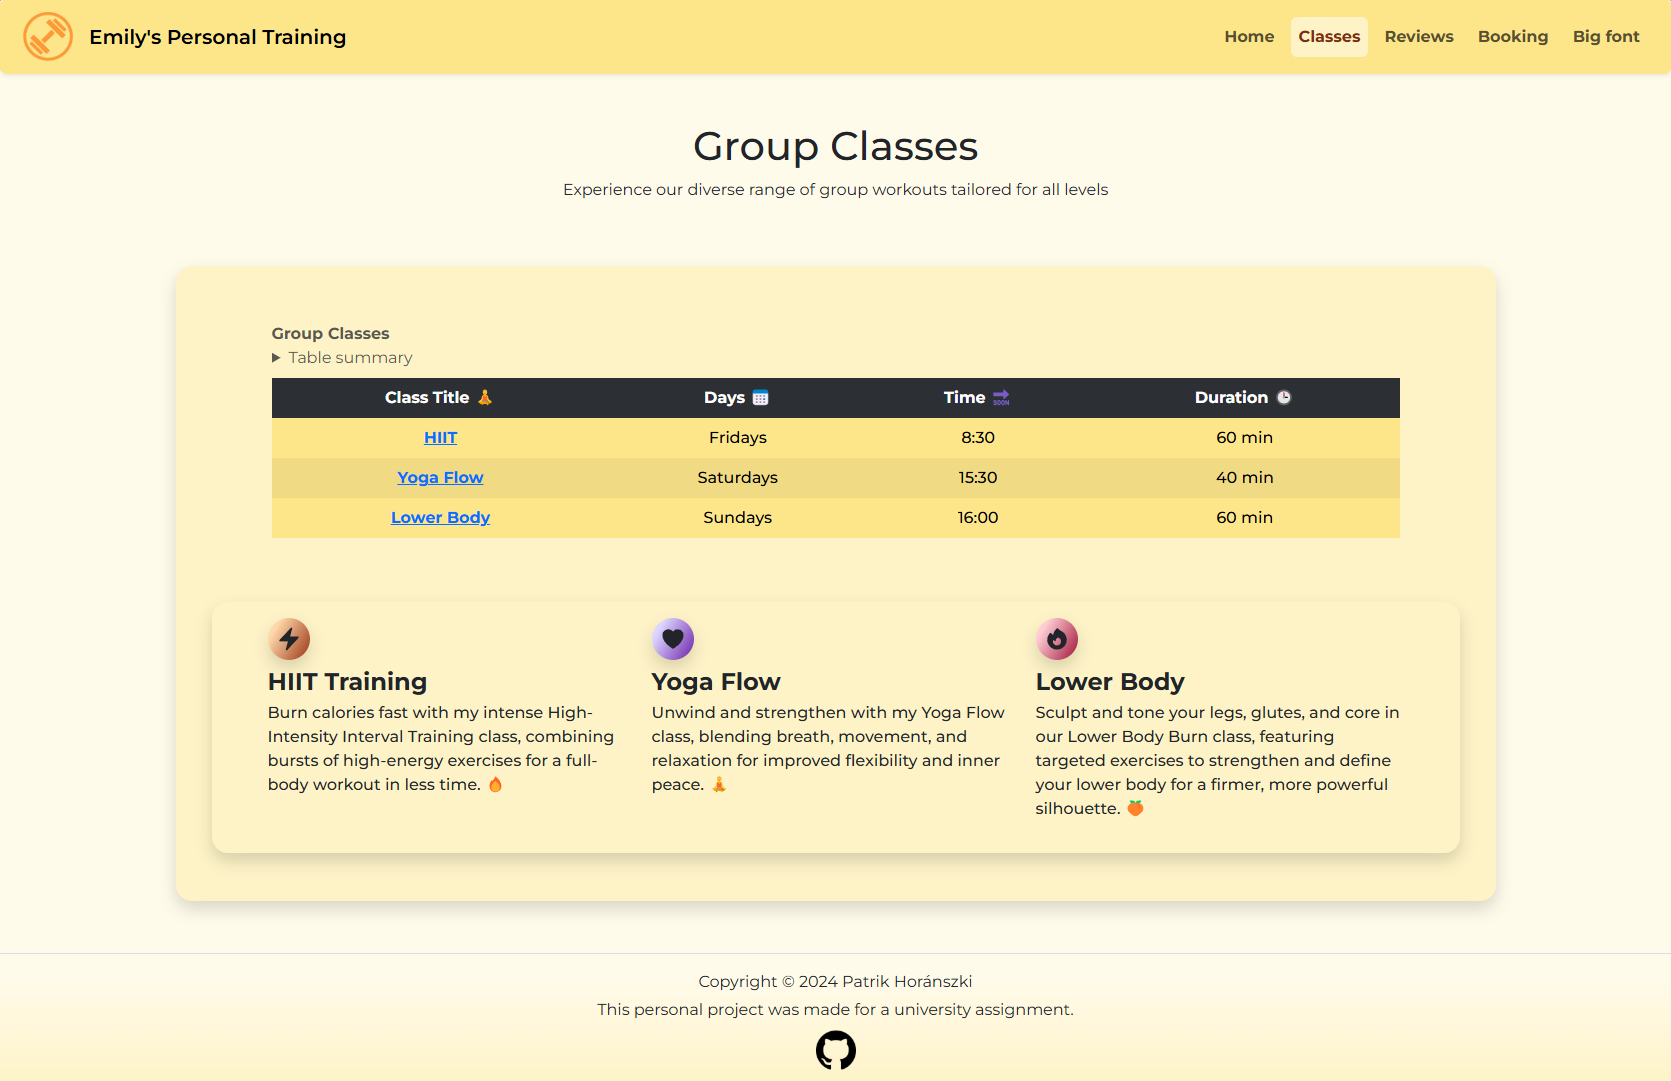 Emily's Personal Training
Home Classes Reviews Booking Big font
Group Classes
Experience our diverse range of group workouts tailored for all levels
Group Classes
Table summary
Class Title 🧘 Days 📅 Time 🔜 Duration 🕒
HIIT Fridays 8:30 60 min
Yoga Flow Saturdays 15:30 40 min
Lower Body Sundays 16:00 60 min
HIIT Training
Burn calories fast with my intense High-
Intensity Interval Training class, combining
bursts of high-energy exercises for a full-
body workout in less time. 🔥
Yoga Flow
Unwind and strengthen with my Yoga Flow
class, blending breath, movement, and
relaxation for improved flexibility and inner
peace. 🧘
Lower Body
Sculpt and tone your legs, glutes, and core in
our Lower Body Burn class, featuring
targeted exercises to strengthen and define
your lower body for a firmer, more powerful
silhouette. 🍑
Copyright © 2024 Patrik Horánszki
This personal project was made for a university assignment.